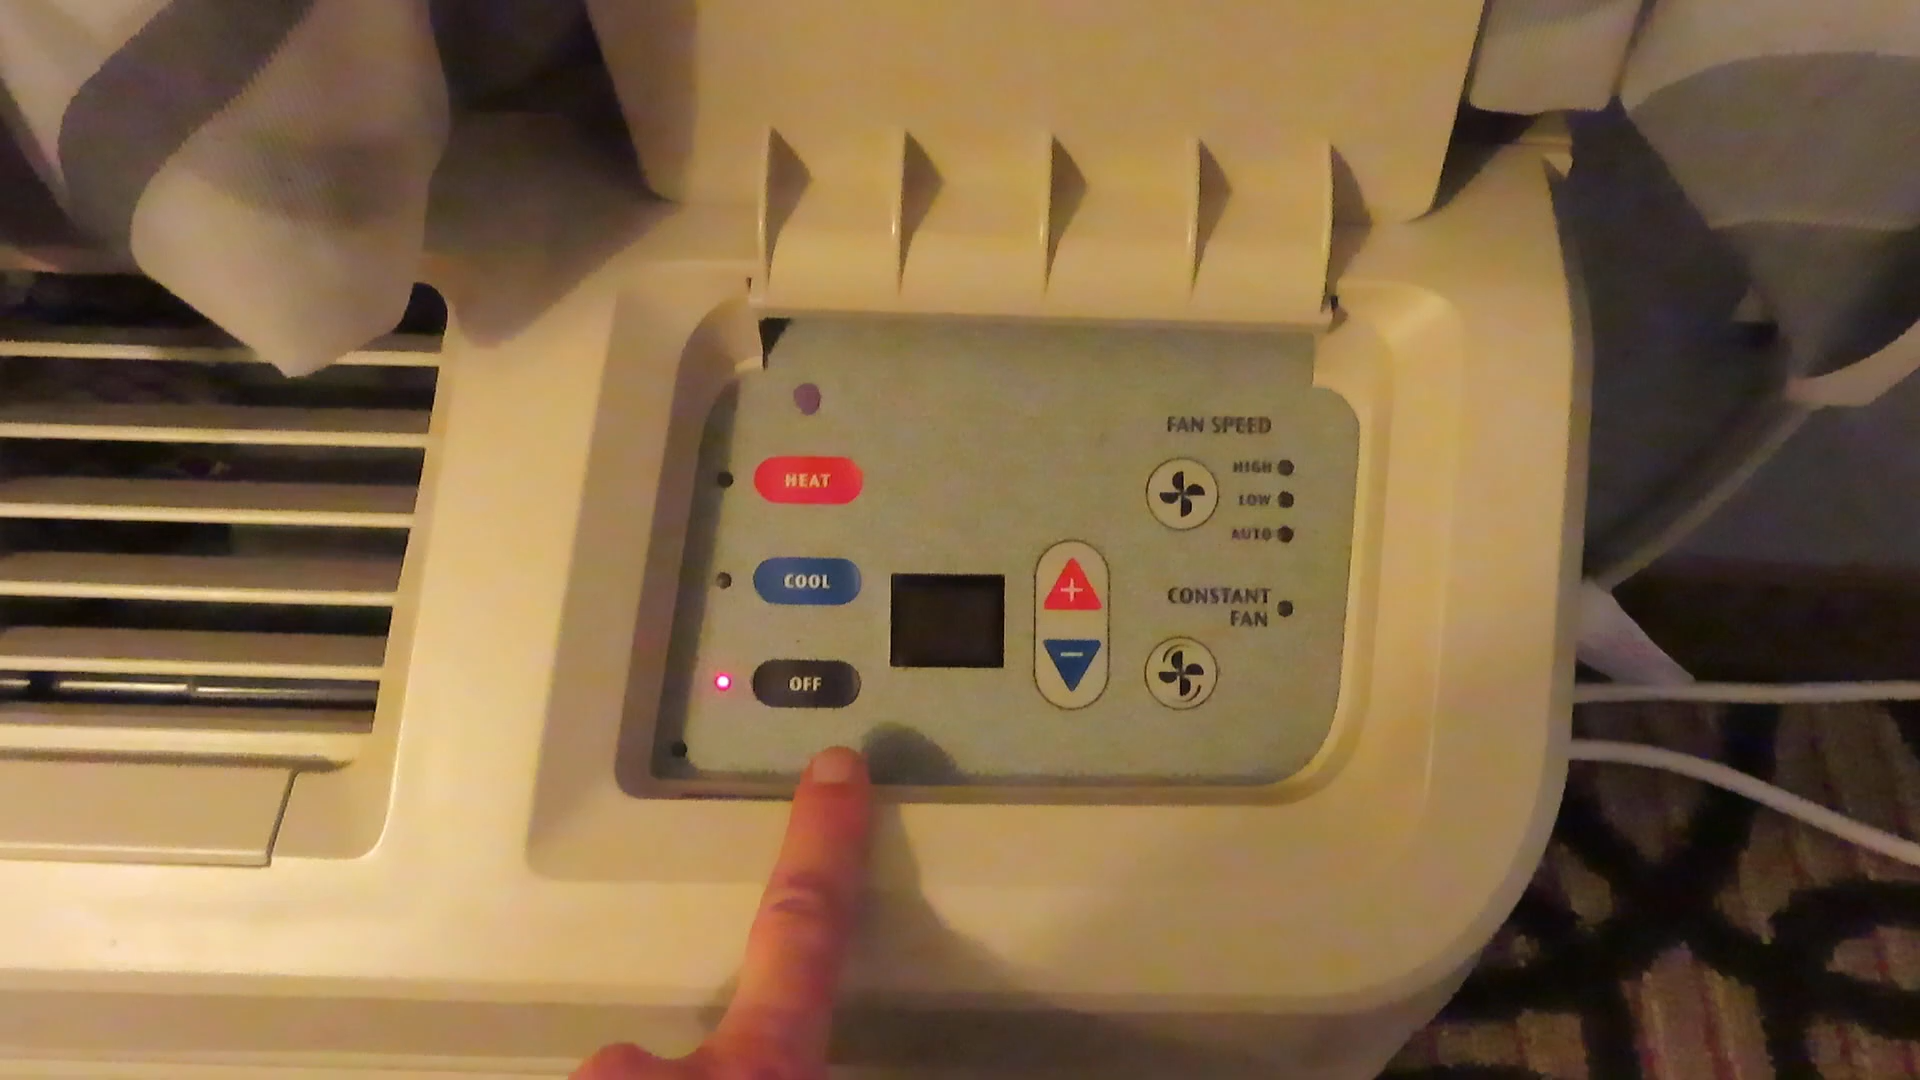 HEAT
COOL
OFF
FAN SPEED
HIGH
LOW
AUTO
CONSTANT
FAN